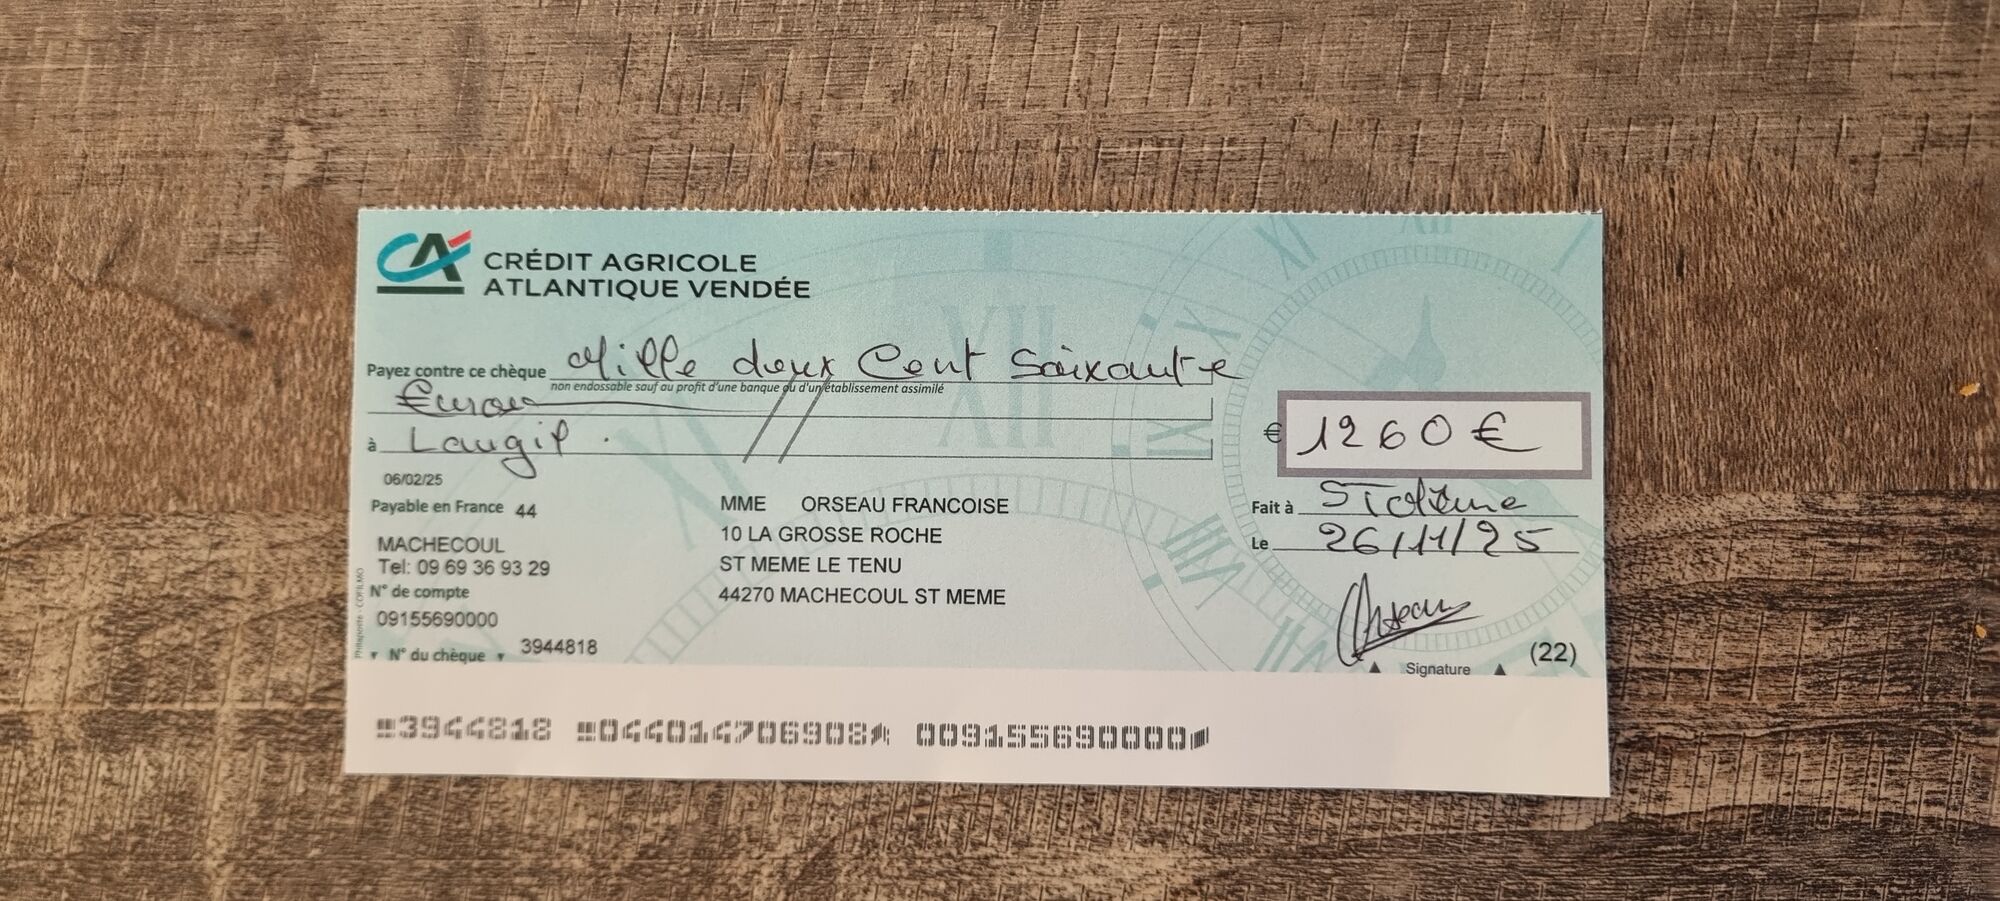 CRÉDIT AGRICOLE
ATLANTIQUE VENDÉE
Payez contre ce chèque Mille deux Cent Soixante
non endossable sauf au profit d'une banque ou d'un établissement assimilé
Euros
à Laugil.
€ 1260 €
06/02/25
Payable en France 44
MACHECOUL
Tel: 09 69 36 93 29
N° de compte
09155690000
N° du chèque 3944818
MME ORSEAU FRANCOISE
10 LA GROSSE ROCHE
ST MEME LE TENU
44270 MACHECOUL ST MEME
Fait à ST Même
Le 26/11/25
Orseau
Signature
(22)
3944818 044014706908 009155690000